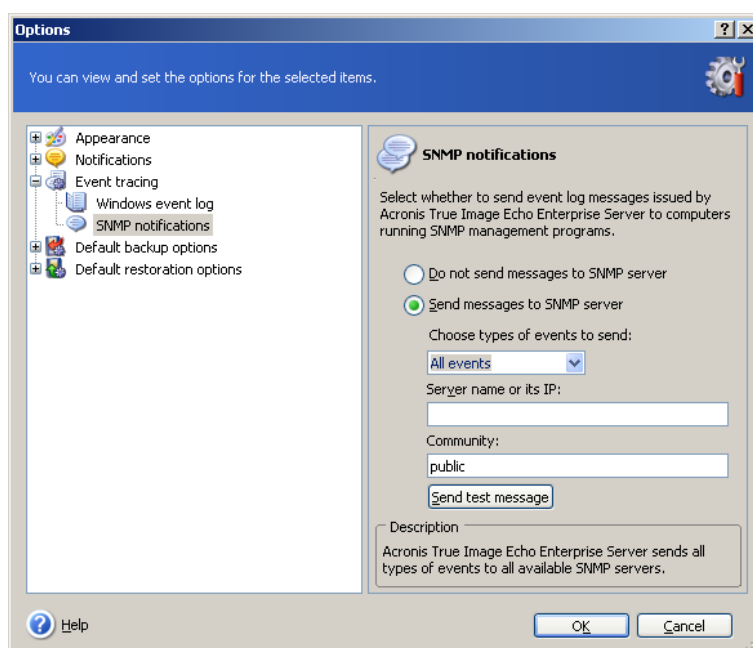 Options
You can view and set the options for the selected items.
Appearance
Notifications
Event tracing
Windows event log
SNMP notifications
Default backup options
Default restoration options
SNMP notifications
Select whether to send event log messages issued by
Acronis True Image Echo Enterprise Server to computers
running SNMP management programs.
Do not send messages to SNMP server
Send messages to SNMP server
Choose types of events to send:
All events
Server name or its IP:
Community:
public
Send test message
Description
Acronis True Image Echo Enterprise Server sends all
types of events to all available SNMP servers.
Help
OK
Cancel